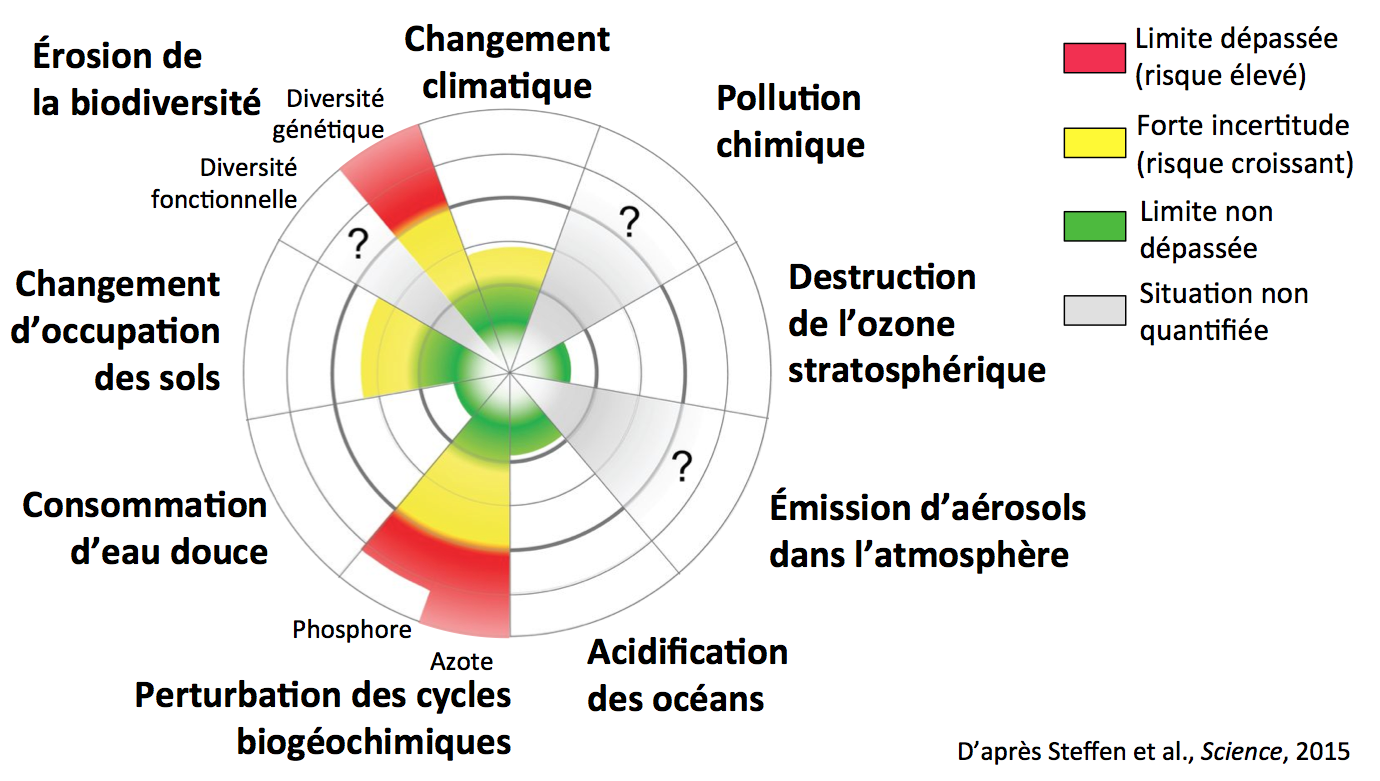 Érosion de
la biodiversité
Diversité
génétique
Diversité
fonctionnelle
Changement
climatique
Pollution
chimique
?
?
Changement
d’occupation
des sols
Destruction
de l’ozone
stratosphérique
?
Consommation
d’eau douce
Émission d’aérosols
dans l’atmosphère
Phosphore
Azote
Perturbation des cycles
biogéochimiques
Acidification
des océans
Limite dépassée
(risque élevé)
Forte incertitude
(risque croissant)
Limite non
dépassée
Situation non
quantifiée
D’après Steffen et al., Science, 2015